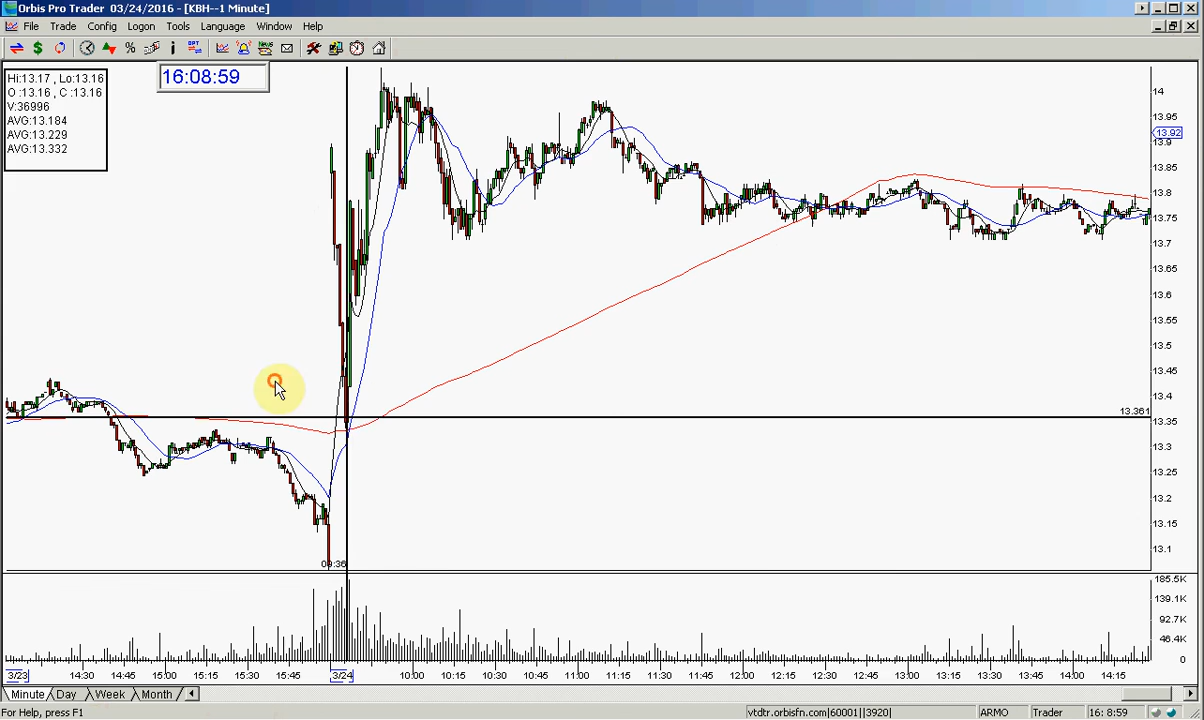 Orbis Pro Trader 03/24/2016 - [KBH--1 Minute]
File Trade Config Logon Tools Language Window Help
Hi:13.17 , Lo:13.16
O :13.16 , C :13.16
V:36996
AVG:13.184
AVG:13.229
AVG:13.332
16:08:59
14
13.95
13.92
13.9
13.85
13.8
13.75
13.7
13.65
13.6
13.55
13.5
13.45
13.4
13.361
13.35
13.3
13.25
13.2
13.15
13.1
09:36
185.5K
139.1K
92.7K
46.4K
0
3/23 14:30 14:45 15:00 15:15 15:30 15:45 3/24 10:00 10:15 10:30 10:45 11:00 11:15 11:30 11:45 12:00 12:15 12:30 12:45 13:00 13:15 13:30 13:45 14:00 14:15
Minute Day Week Month
For Help, press F1 vtdtr.orbisfn.com|60001||3920| ARMO Trader 16: 8:59